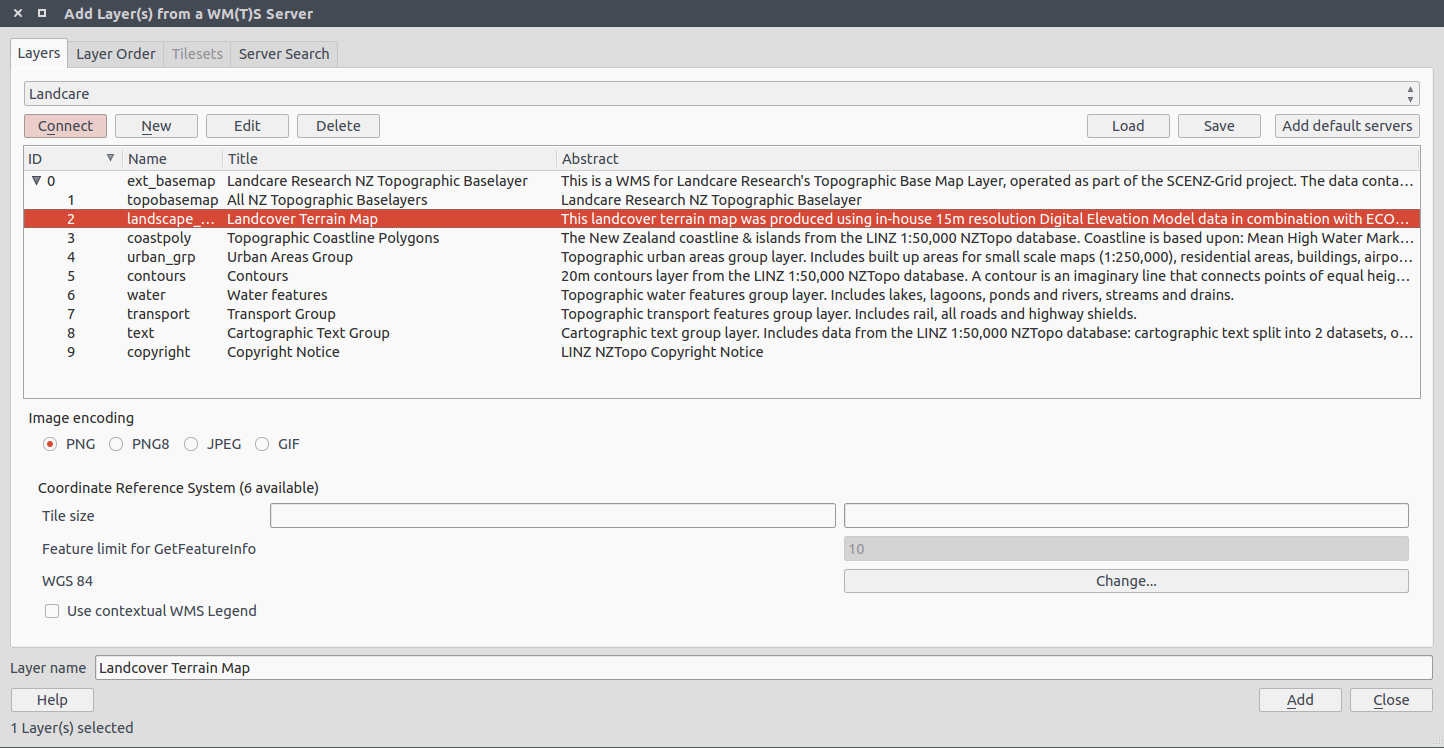 Add Layer(s) from a WM(T)S Server
Layers Layer Order Tilesets Server Search
Landcare
Connect New Edit Delete Load Save Add default servers
ID Name Title Abstract
0 ext_basemap Landcare Research NZ Topographic Baselayer This is a WMS for Landcare Research's Topographic Base Map Layer, operated as part of the SCENZ-Grid project. The data conta...
1 topobasemap All NZ Topographic Baselayers Landcare Research NZ Topographic Baselayer
2 landscape_... Landcover Terrain Map This landcover terrain map was produced using in-house 15m resolution Digital Elevation Model data in combination with ECO...
3 coastpoly Topographic Coastline Polygons The New Zealand coastline & islands from the LINZ 1:50,000 NZTopo database. Coastline is based upon: Mean High Water Mark...
4 urban_grp Urban Areas Group Topographic urban areas group layer. Includes built up areas for small scale maps (1:250,000), residential areas, buildings, airpo...
5 contours Contours 20m contours layer from the LINZ 1:50,000 NZTopo database. A contour is an imaginary line that connects points of equal heig...
6 water Water features Topographic water features group layer. Includes lakes, lagoons, ponds and rivers, streams and drains.
7 transport Transport Group Topographic transport features group layer. Includes rail, all roads and highway shields.
8 text Cartographic Text Group Cartographic text group layer. Includes data from the LINZ 1:50,000 NZTopo database: cartographic text split into 2 datasets, o...
9 copyright Copyright Notice LINZ NZTopo Copyright Notice
Image encoding
PNG PNG8 JPEG GIF
Coordinate Reference System (6 available)
Tile size
Feature limit for GetFeatureInfo 10
WGS 84 Change...
Use contextual WMS Legend
Layer name Landcover Terrain Map
Help Add Close
1 Layer(s) selected